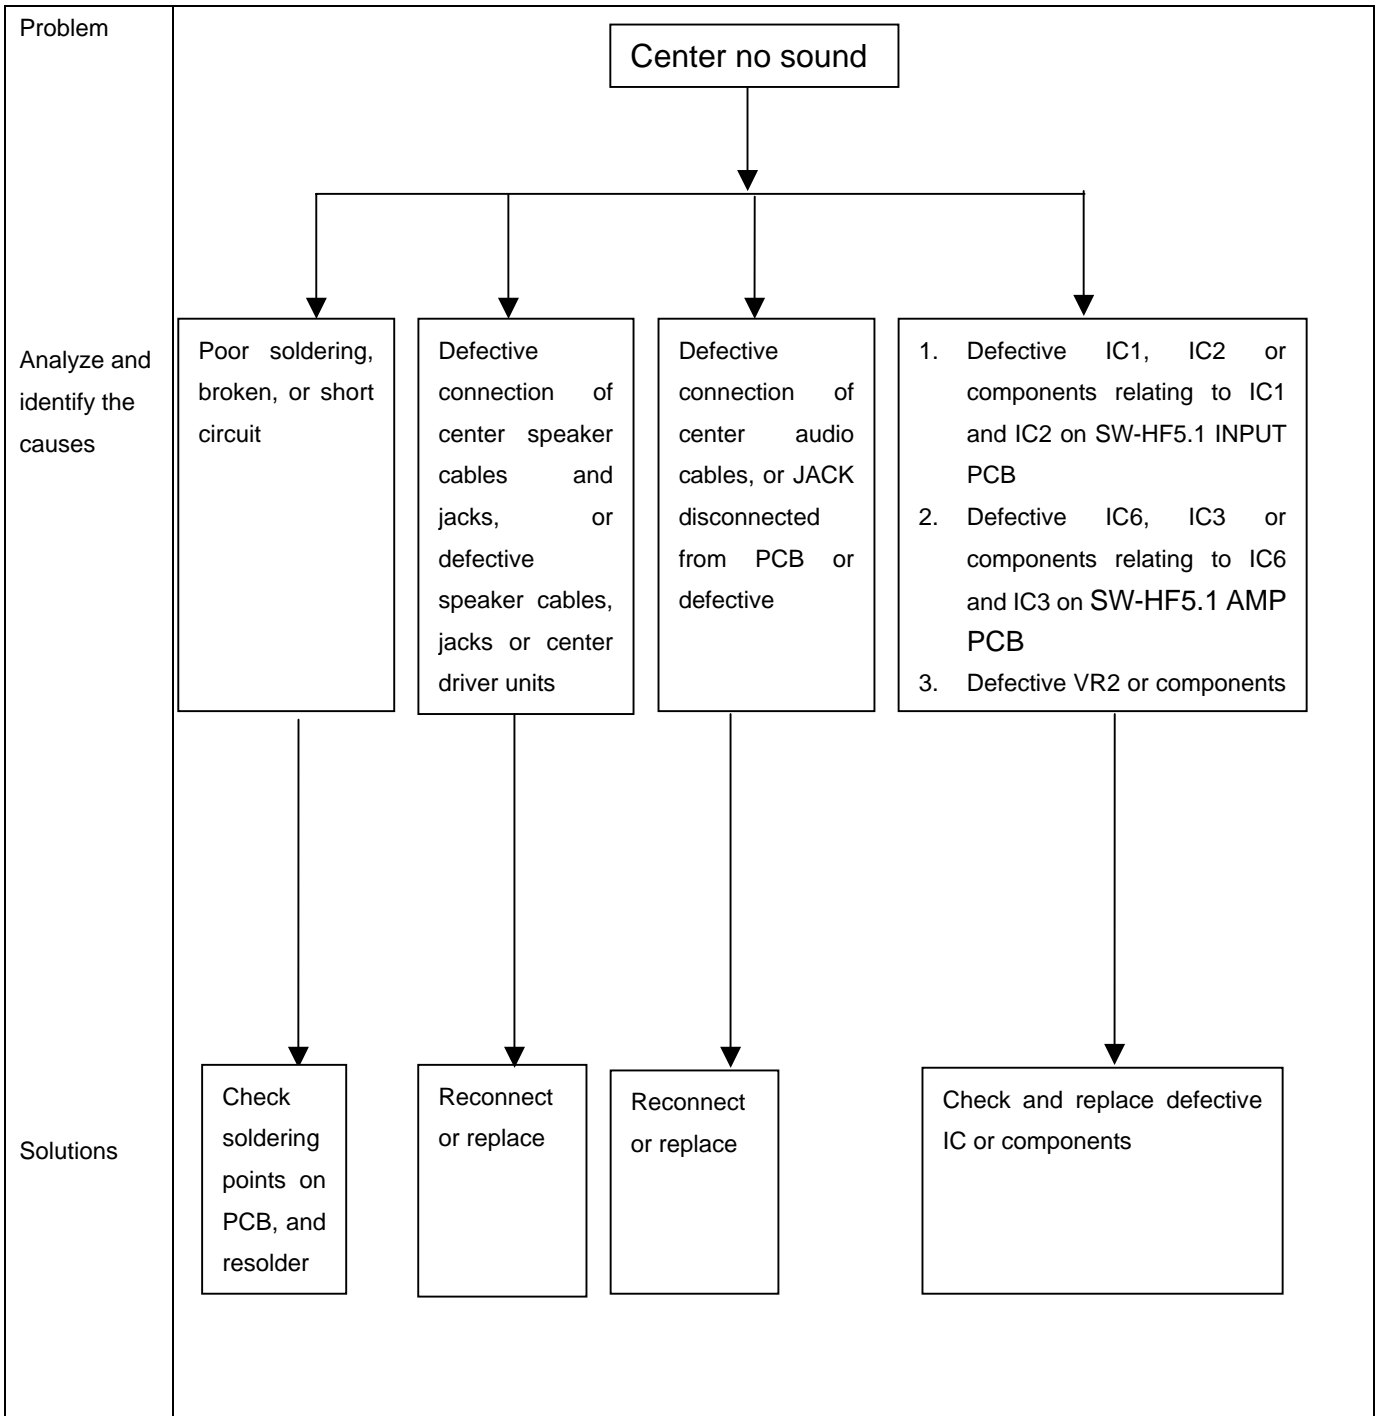 Problem
Center no sound
Analyze and
identify the
causes
Poor soldering,
broken, or short
circuit
Defective
connection of
center speaker
cables and
jacks, or
defective
speaker cables,
jacks or center
driver units
Defective
connection of
center audio
cables, or JACK
disconnected
from PCB or
defective
1. Defective IC1, IC2 or
components relating to IC1
and IC2 on SW-HF5.1 INPUT
PCB
2. Defective IC6, IC3 or
components relating to IC6
and IC3 on SW-HF5.1 AMP
PCB
3. Defective VR2 or components
Solutions
Check
soldering
points on
PCB, and
resolder
Reconnect
or replace
Reconnect
or replace
Check and replace defective
IC or components